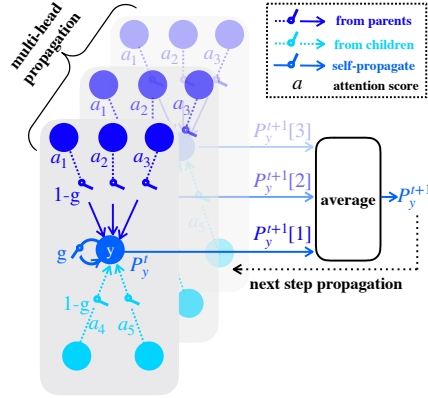 multi-head
propagation
from parents
from children
self-propagate
a attention score
a₁ a₂ a₃
a₁ a₂ a₃
a₁ a₂ a₃
1-g
g
y
P_y^t
1-g
a₄ a₅
a₅
P_y^{t+1}[3]
P_y^{t+1}[2]
P_y^{t+1}[1]
average
P_y^{t+1}
next step propagation